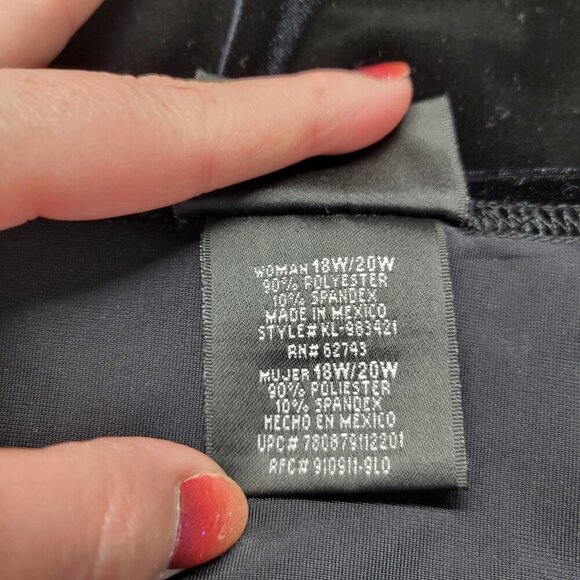 WOMAN 18W/20W
90% POLYESTER
10% SPANDEX
MADE IN MEXICO
STYLE# KL-983421
RN# 62743
MUJER 18W/20W
90% POLIESTER
10% SPANDEX
HECHO EN MEXICO
UPC# 780879112201
RFC# 910911-9L0